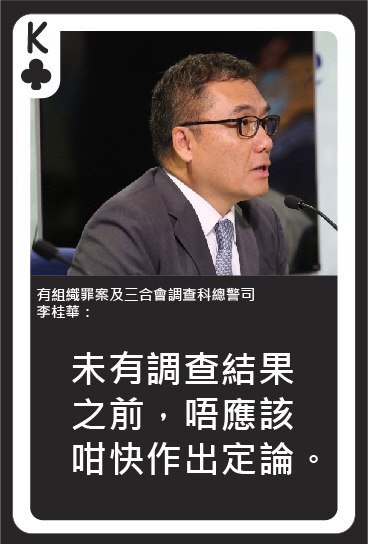 K
有組織罪案及三合會調查科總警司
李桂華：
未有調查結果
之前，唔應該
咁快作出定論。